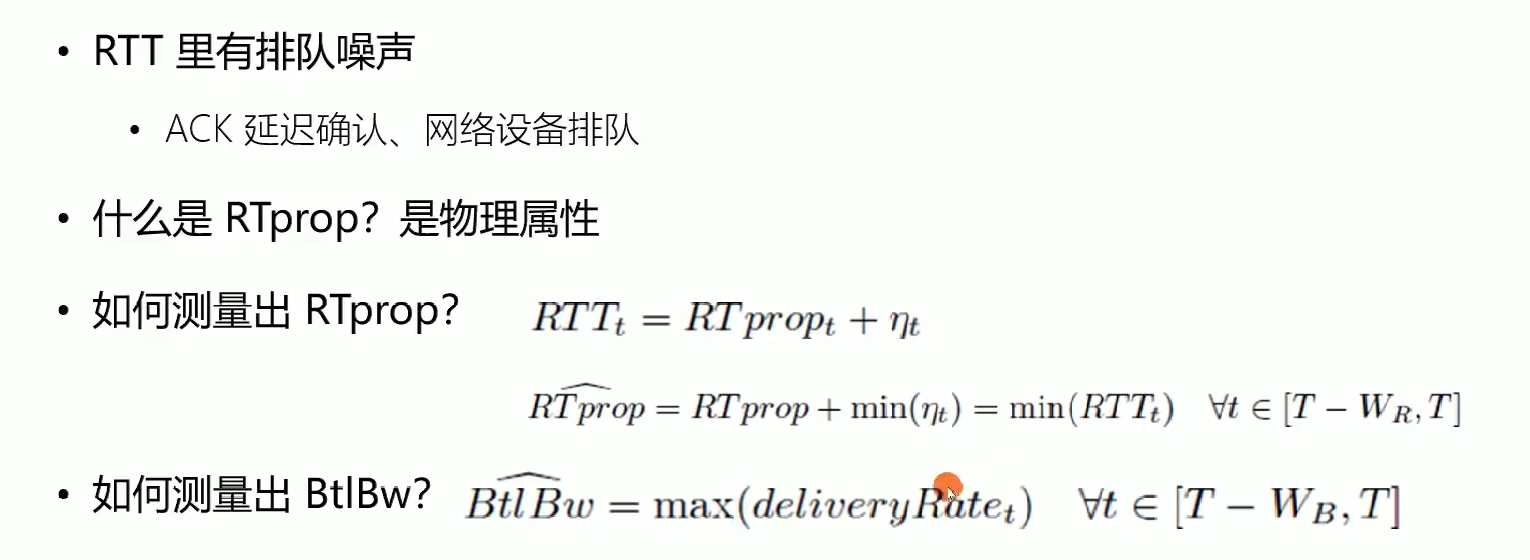 • RTT 里有排队噪声
• ACK 延迟确认、网络设备排队
• 什么是 RTprop？是物理属性
• 如何测量出 RTprop？ $RTT_t = RTprop_t + \eta_t$
$\widehat{RTprop} = RTprop + \min(\eta_t) = \min(RTT_t) \quad \forall t \in [T - W_R, T]$
• 如何测量出 BtlBw？ $\widehat{BtlBw} = \max(deliveryRate_t) \quad \forall t \in [T - W_B, T]$